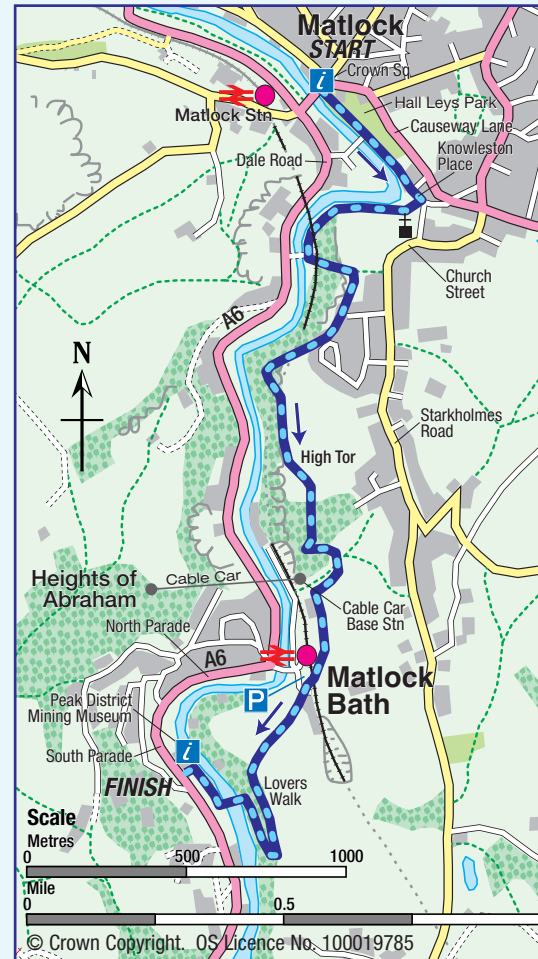 Matlock
START
i
Crown Sq
Matlock Stn
Hall Leys Park
Causeway Lane
Dale Road
Knowleston
Place
Church
Street
A6
N
Starkholmes
Road
High Tor
Heights of
Abraham
Cable Car
Cable Car
Base Stn
North Parade
A6
Matlock
Bath
P
Peak District
Mining Museum
i
South Parade
FINISH
Lovers
Walk
Scale
Metres
0 500 1000
Mile
0 0.5
© Crown Copyright. OS Licence No. 100019785